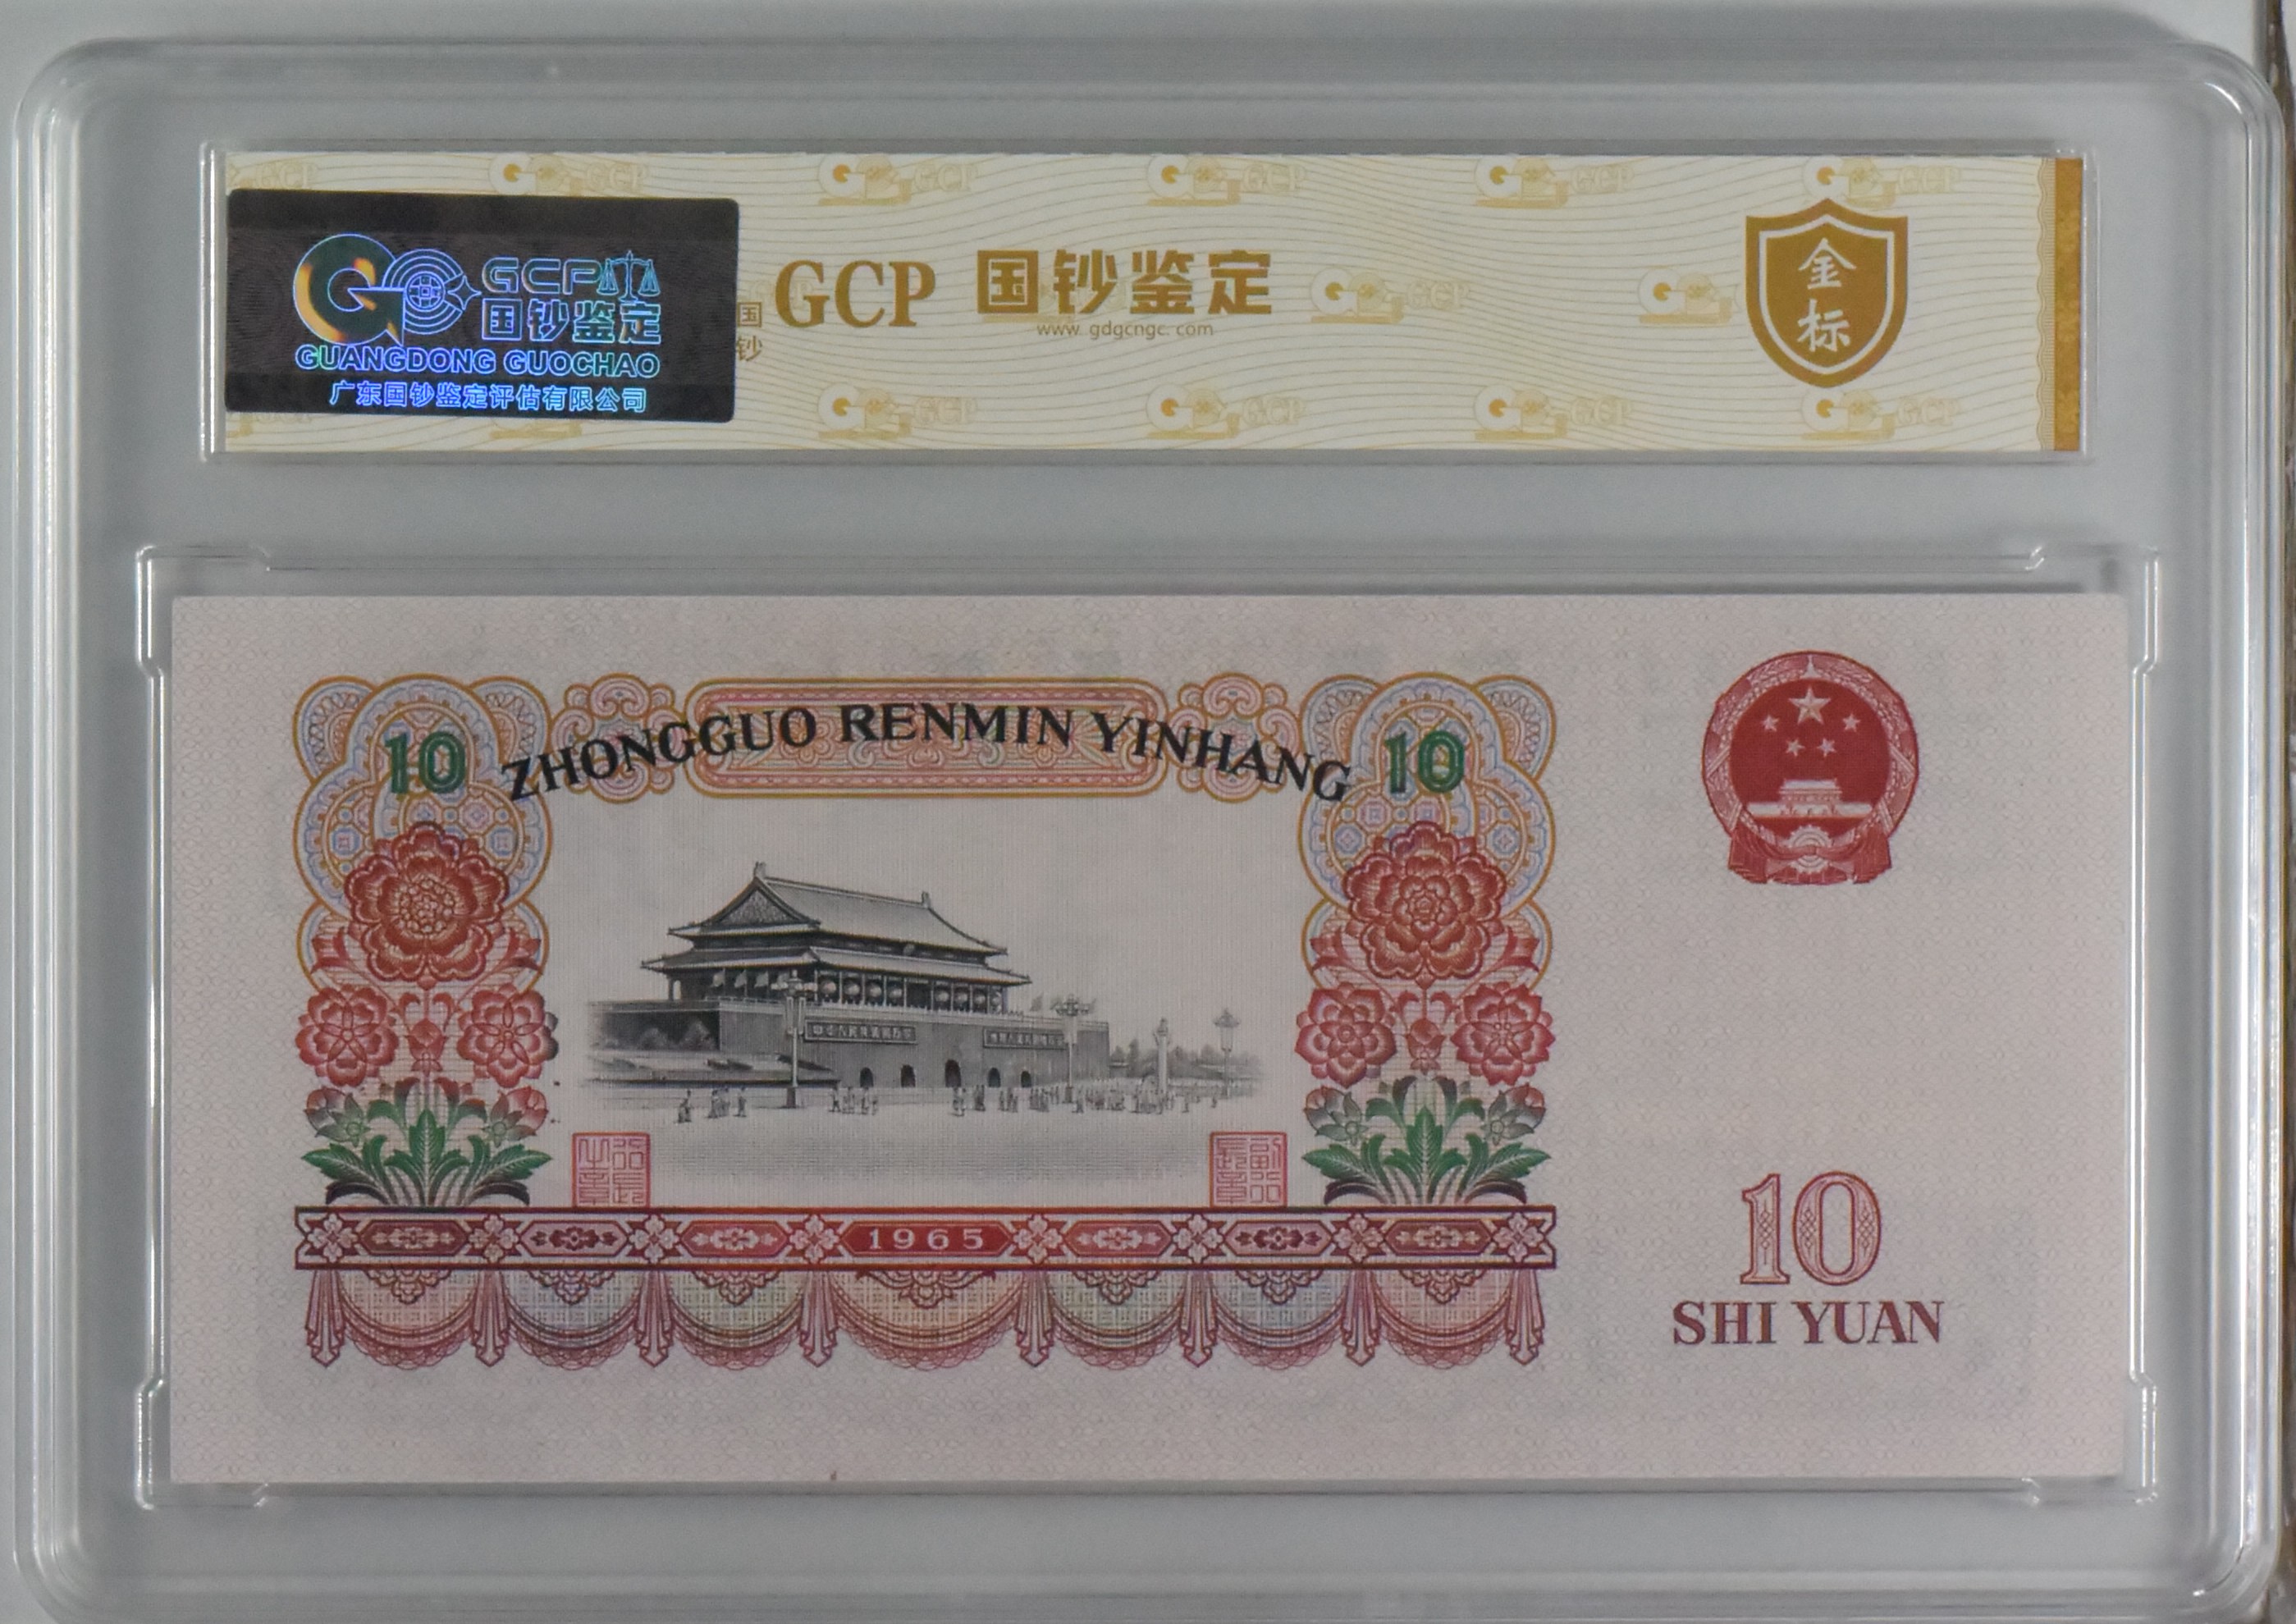 GCP
国钞鉴定
GUANGDONG GUOCHAO
广东国钞鉴定评估有限公司
国
钞
GCP 国钞鉴定
www.gdgcngc.com
金
标
ZHONGGUO RENMIN YINHANG
10
10
1965
10
SHI YUAN